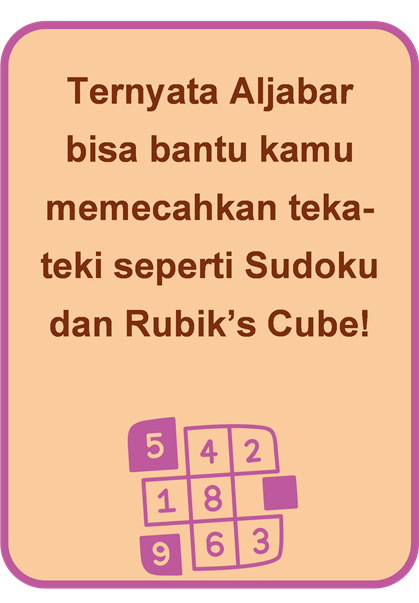 Ternyata Aljabar
bisa bantu kamu
memecahkan teka-
teki seperti Sudoku
dan Rubik’s Cube!
5 4 2
1 8
9 6 3